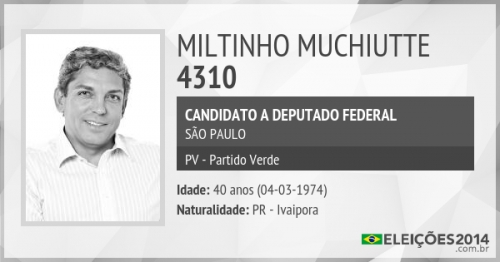 MILTINHO MUCHIUTTE
4310
CANDIDATO A DEPUTADO FEDERAL
SÃO PAULO
PV - Partido Verde
Idade: 40 anos (04-03-1974)
Naturalidade: PR - Ivaipora
ELEIÇÕES2014
.com.br